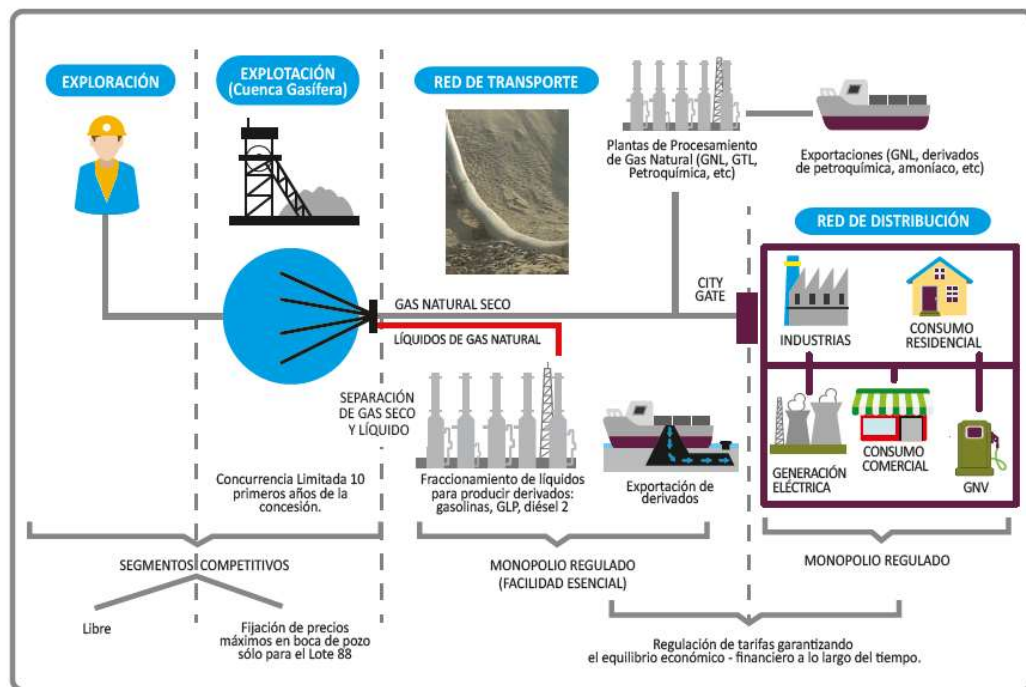 EXPLORACIÓN
EXPLOTACIÓN
(Cuenca Gasífera)
RED DE TRANSPORTE
Plantas de Procesamiento
de Gas Natural (GNL, GTL,
Petroquímica, etc)
Exportaciones (GNL, derivados
de petroquímica, amoníaco, etc)
RED DE DISTRIBUCIÓN
CITY
GATE
GAS NATURAL SECO
LÍQUIDOS DE GAS NATURAL
INDUSTRIAS
CONSUMO
RESIDENCIAL
SEPARACIÓN
DE GAS SECO
Y LÍQUIDO
GENERACIÓN
ELÉCTRICA
CONSUMO
COMERCIAL
GNV
Concurrencia Limitada 10
primeros años de la
concesión.
Fraccionamiento de líquidos
para producir derivados:
gasolinas, GLP, diésel 2
Exportación de
derivados
SEGMENTOS COMPETITIVOS
MONOPOLIO REGULADO
(FACILIDAD ESENCIAL)
MONOPOLIO REGULADO
Libre
Fijación de precios
máximos en boca de pozo
sólo para el Lote 88
Regulación de tarifas garantizando
el equilibrio económico - financiero a lo largo del tiempo.